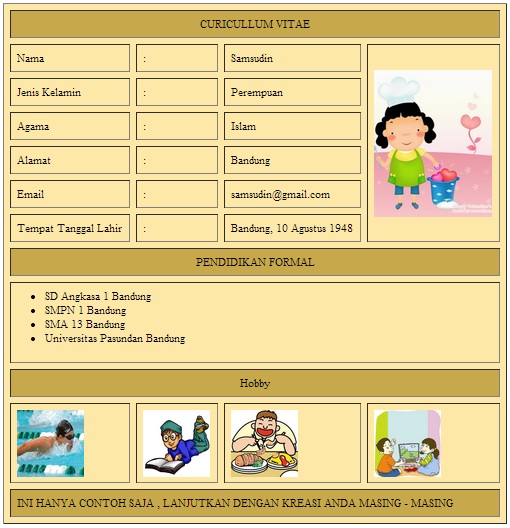 CURICULLUM VITAE
Nama : Samsudin
Jenis Kelamin : Perempuan
Agama : Islam
Alamat : Bandung
Email : samsudin@gmail.com
Tempat Tanggal Lahir : Bandung, 10 Agustus 1948
PENDIDIKAN FORMAL
SD Angkasa 1 Bandung
SMPN 1 Bandung
SMA 13 Bandung
Universitas Pasundan Bandung
Hobby
INI HANYA CONTOH SAJA , LANJUTKAN DENGAN KREASI ANDA MASING - MASING